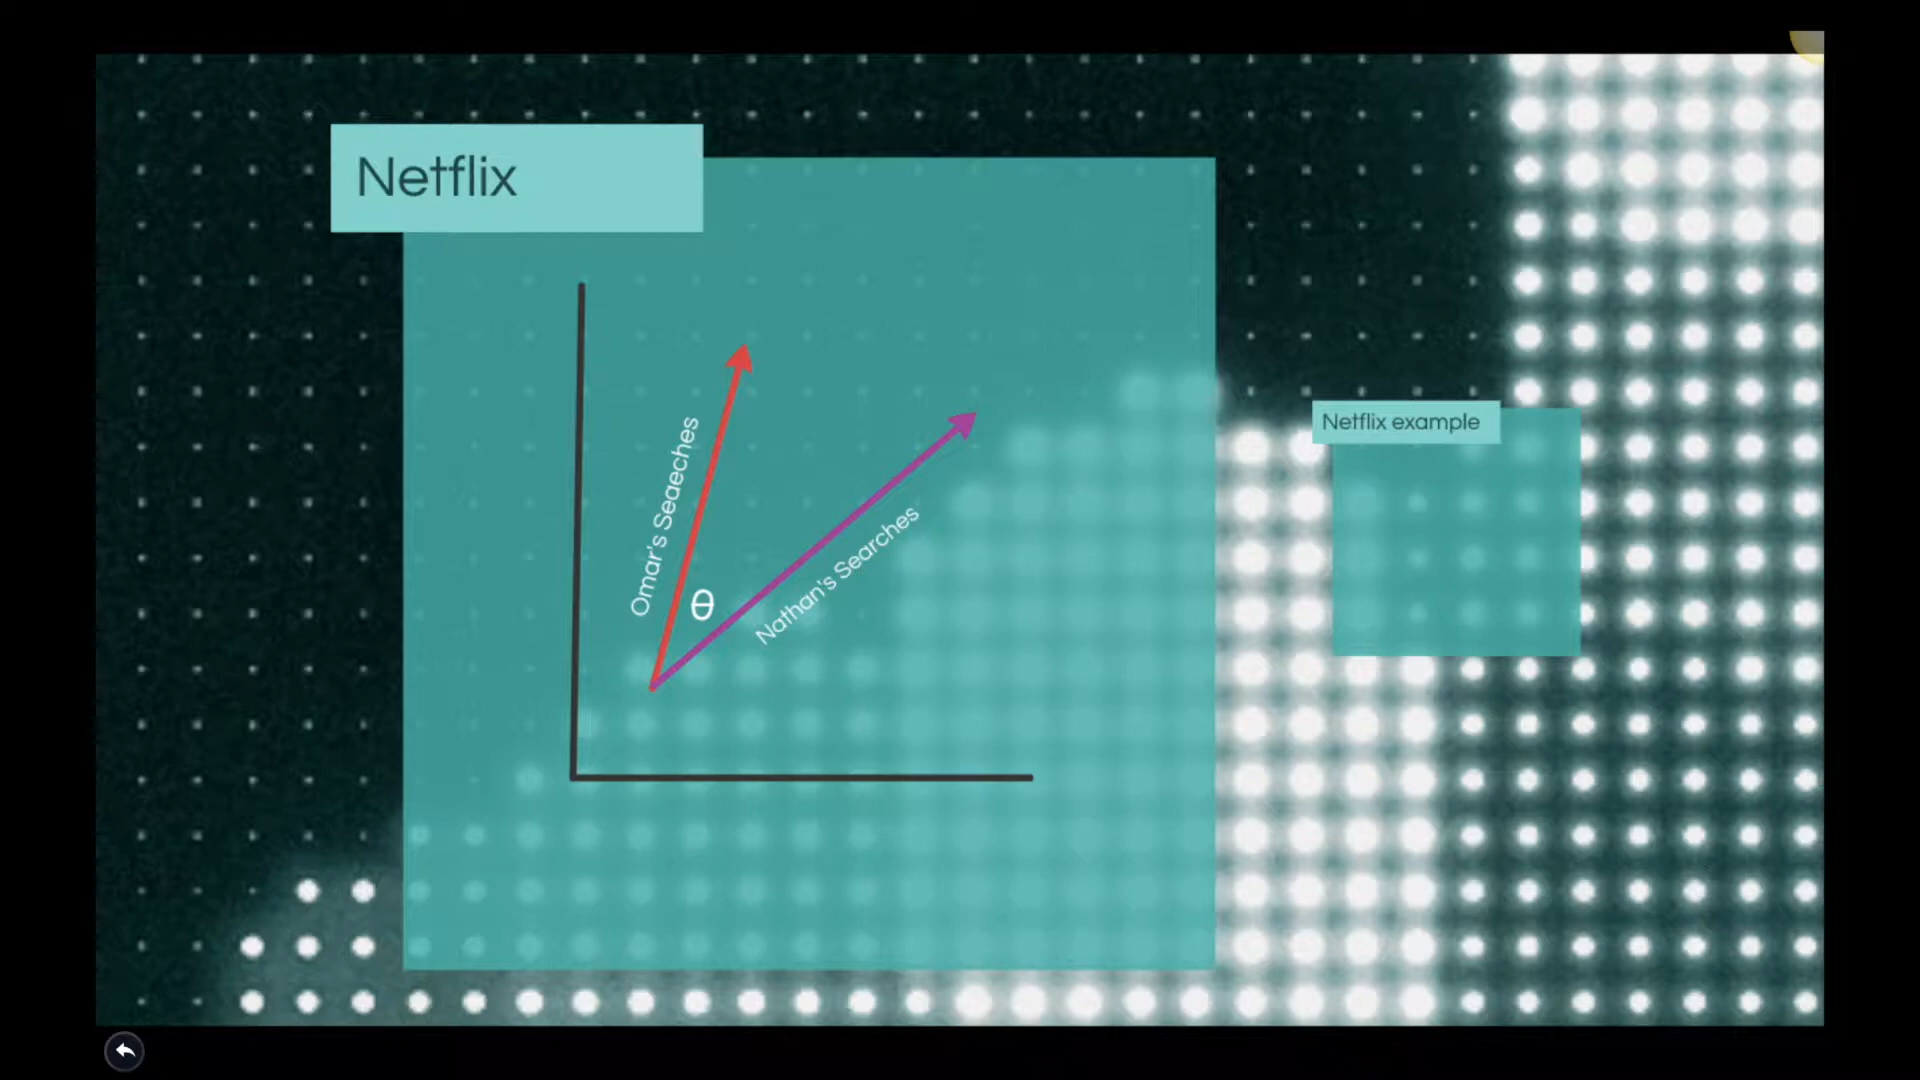 Netflix
Omar's Seaeches
Nathan's Searches
Θ
Netflix example